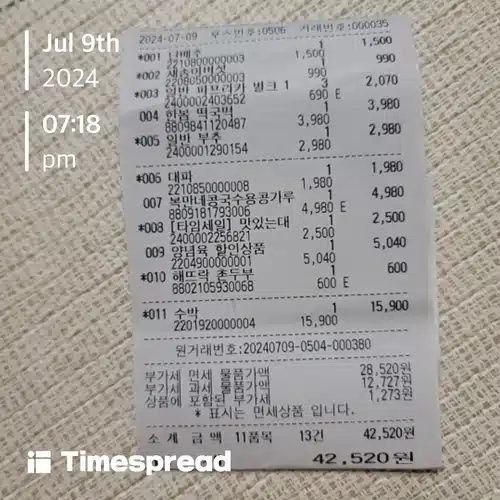 Jul 9th
2024
07:18
pm
2024-07-09 포스번호:0506 거래번호:000035
*001 단배추 1 1,500
2210800000003 1,500
*002 새송이버섯 1 990
2208050000003 990
*003 일반 파프리카 벌크 1 3 2,070
2400002403652 690 E
004 한봄 떡국떡 1 3,980
8809841120487 3,980
*005 일반 부추 1 2,980
2400001290154 2,980
*006 대파 1 1,980
2210850000008 1,980
007 복만네콩국수용콩가루 1 4,980
8809181793006 4,980 E
*008 [타임세일] 맛있는대 1 2,500
2400002256821 2,500
009 양념육 할인상품 1 5,040
2204900000001 5,040
*010 해뜨락 촌두부 1 600
8802105930068 600 E
*011 수박 1 15,900
2201920000004 15,900
원거래번호:20240709-0504-000380
부가세 면세 물품가액 28,520원
부가세 과세 물품가액 12,727원
상품에 포함된 부가세 1,273원
* 표시는 면세상품 입니다.
소 계 금 액 11품목 13건 42,520원
42,520원
Timespread